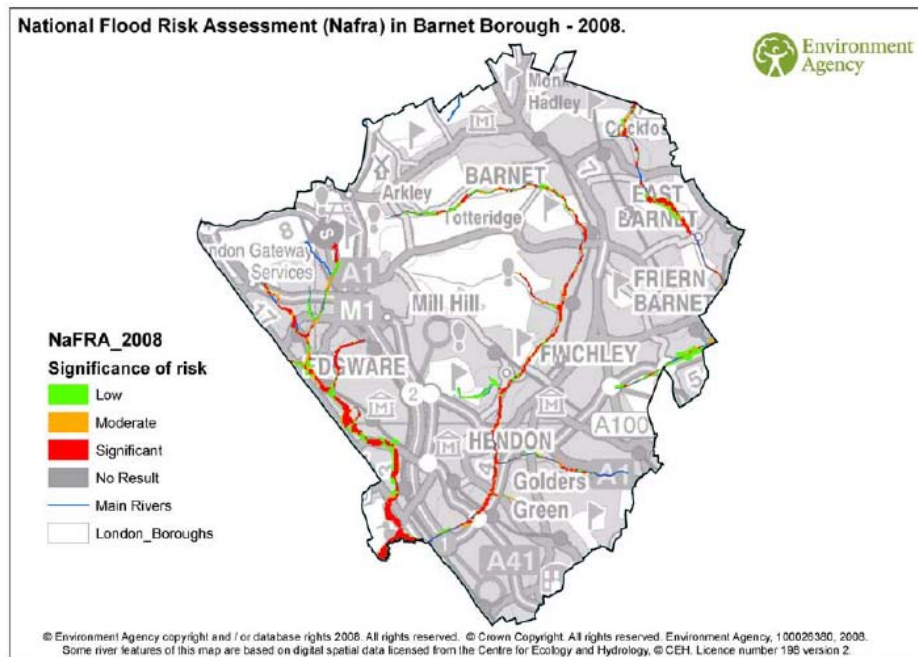 National Flood Risk Assessment (Nafra) in Barnet Borough - 2008.
Environment
Agency
Hadley
Cockfos
BARNET
Arkley
Totteridge
EAST
BARNET
8
S
ndon Gateway
Services
A1
M1
17
Mill Hill
FRIERN
BARNET
FINCHLEY
EDGWARE
2
5
A100
HENDON
A1
Golders
Green
1
A41
NaFRA_2008
Significance of risk
Low
Moderate
Significant
No Result
Main Rivers
London_Boroughs
© Environment Agency copyright and / or database rights 2008. All rights reserved. © Crown Copyright. All rights reserved. Environment Agency, 100026380, 2008.
Some river features of this map are based on digital spatial data licensed from the Centre for Ecology and Hydrology, © CEH. Licence number 198 version 2.